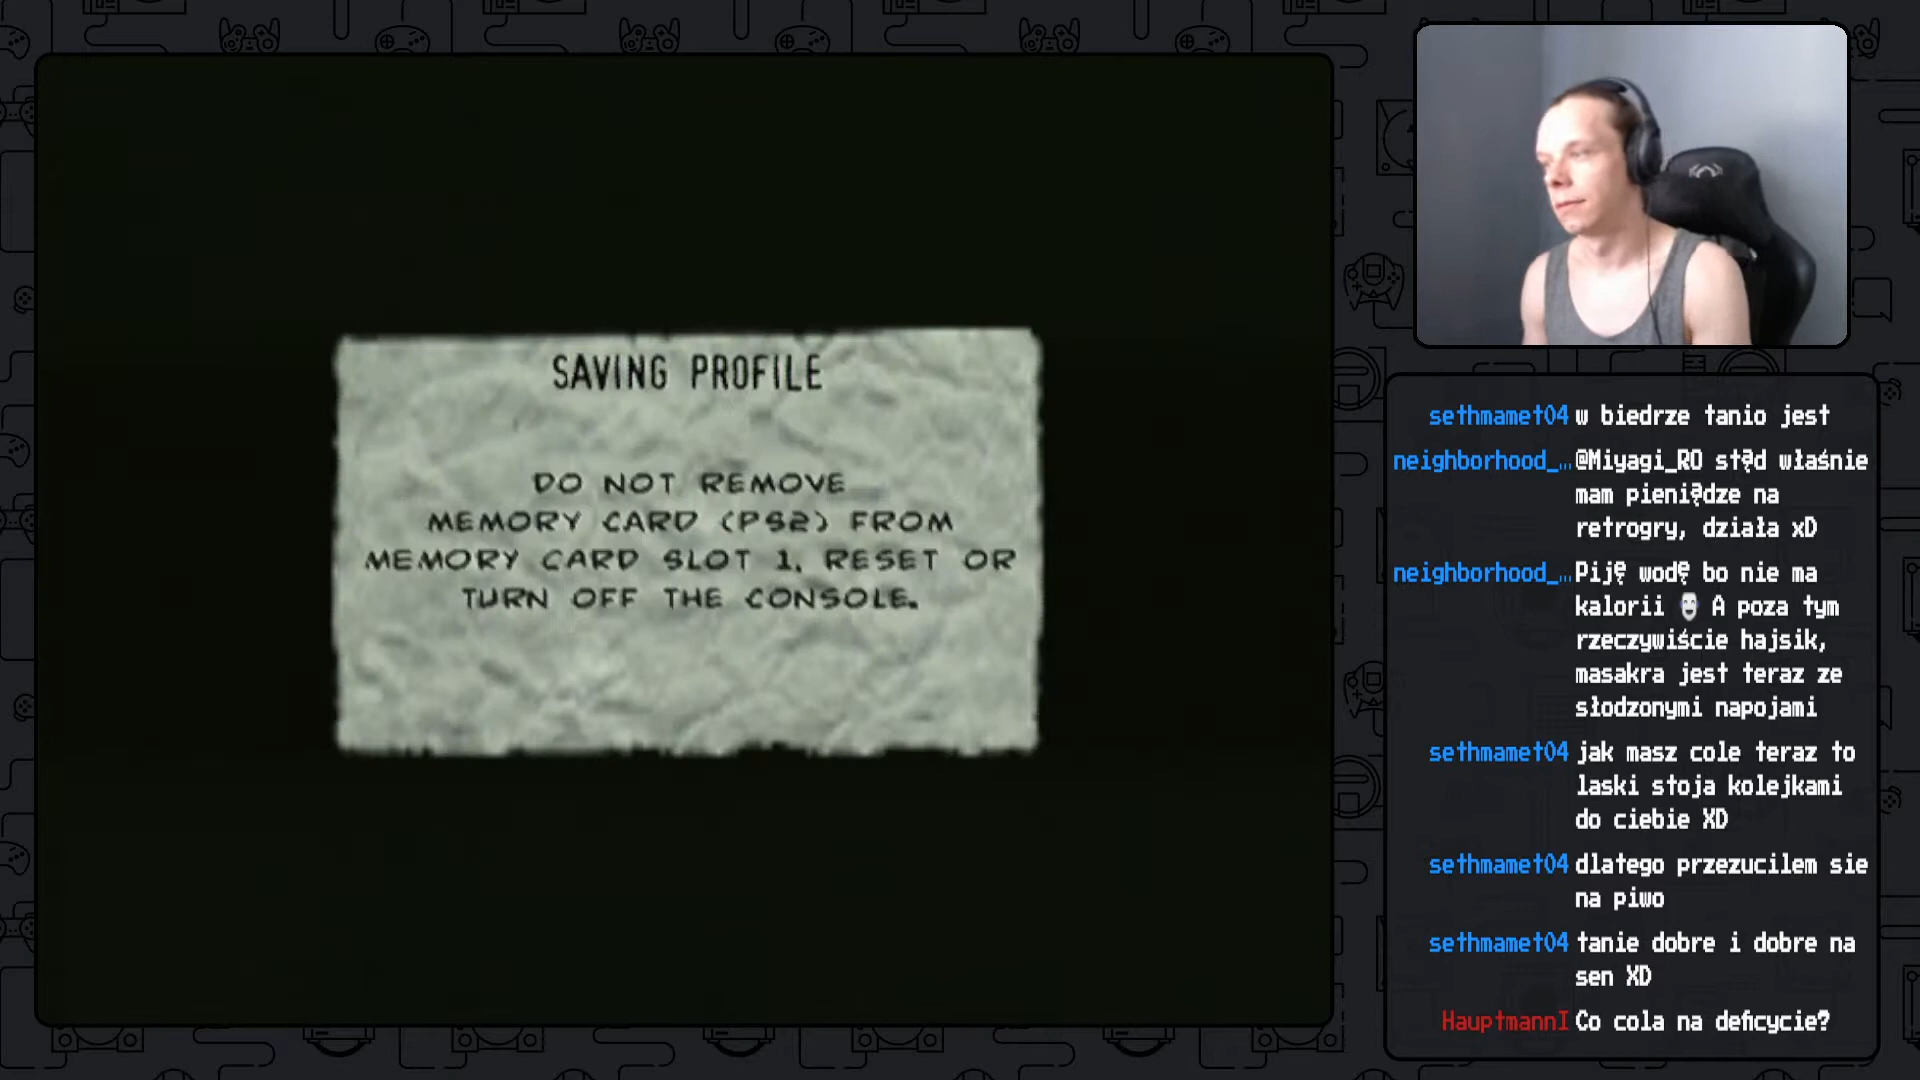 SAVING PROFILE
DO NOT REMOVE
MEMORY CARD (PS2) FROM
MEMORY CARD SLOT 1, RESET OR
TURN OFF THE CONSOLE.
sethmamet04 w biedrze tanio jest
neighborhood_… @Miyagi_RO stąd właśnie
mam pieniądze na
retrogry, działa xD
neighborhood_… Piję wodę bo nie ma
kalorii A poza tym
rzeczywiście hajsik,
masakra jest teraz ze
słodzonymi napojami
sethmamet04 jak masz cole teraz to
laski stoja kolejkami
do ciebie XD
sethmamet04 dlatego przezucilem sie
na piwo
sethmamet04 tanie dobre i dobre na
sen XD
HauptmannI Co cola na deficycie?